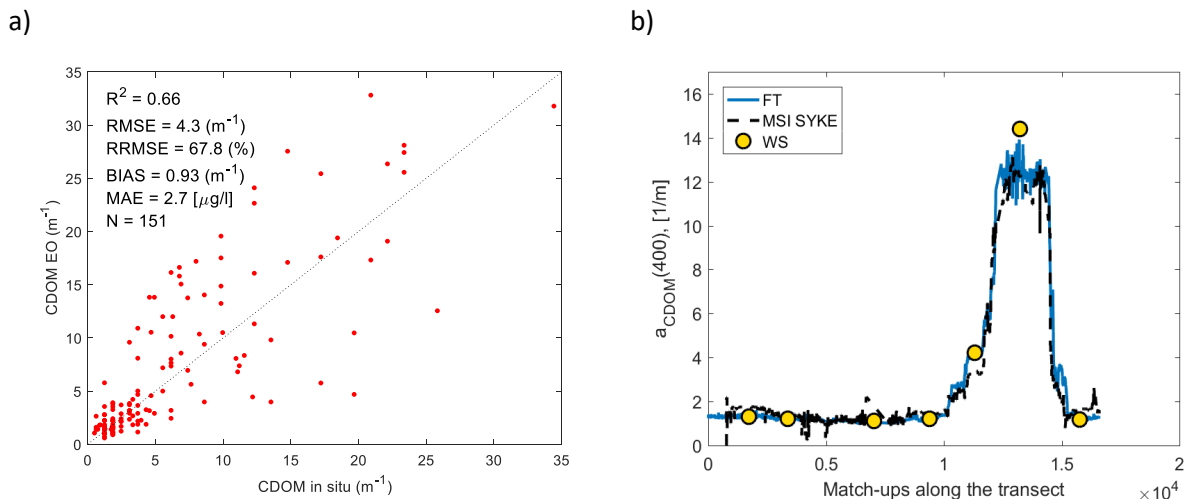 a)
R² = 0.66
RMSE = 4.3 (m⁻¹)
RRMSE = 67.8 (%)
BIAS = 0.93 (m⁻¹)
MAE = 2.7 [μg/l]
N = 151
35
30
25
20
15
10
5
0
CDOM EO (m⁻¹)
0 5 10 15 20 25 30 35
CDOM in situ (m⁻¹)
b)
FT
MSI SYKE
WS
16
14
12
10
8
6
4
2
0
a_CDOM(400), [1/m]
0 0.5 1 1.5 2
×10⁴
Match-ups along the transect